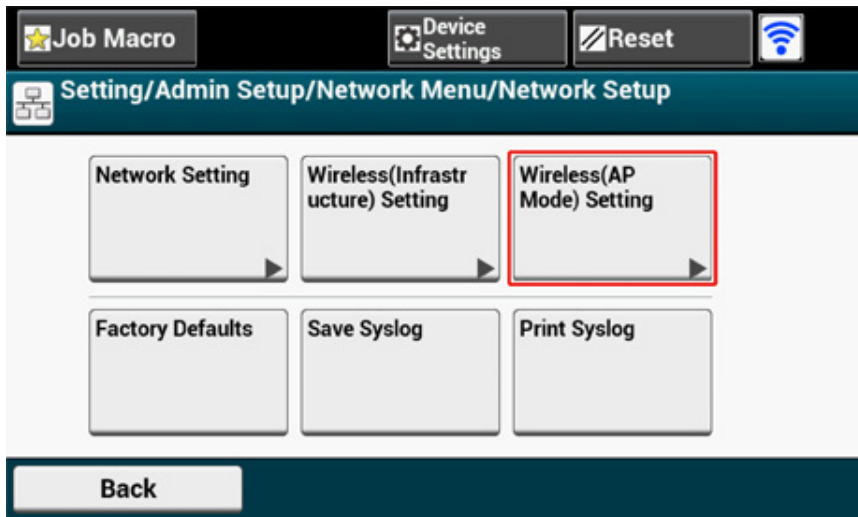 Job Macro
Device
Settings
Reset
Setting/Admin Setup/Network Menu/Network Setup
Network Setting
Wireless(Infrastr
ucture) Setting
Wireless(AP
Mode) Setting
Factory Defaults
Save Syslog
Print Syslog
Back